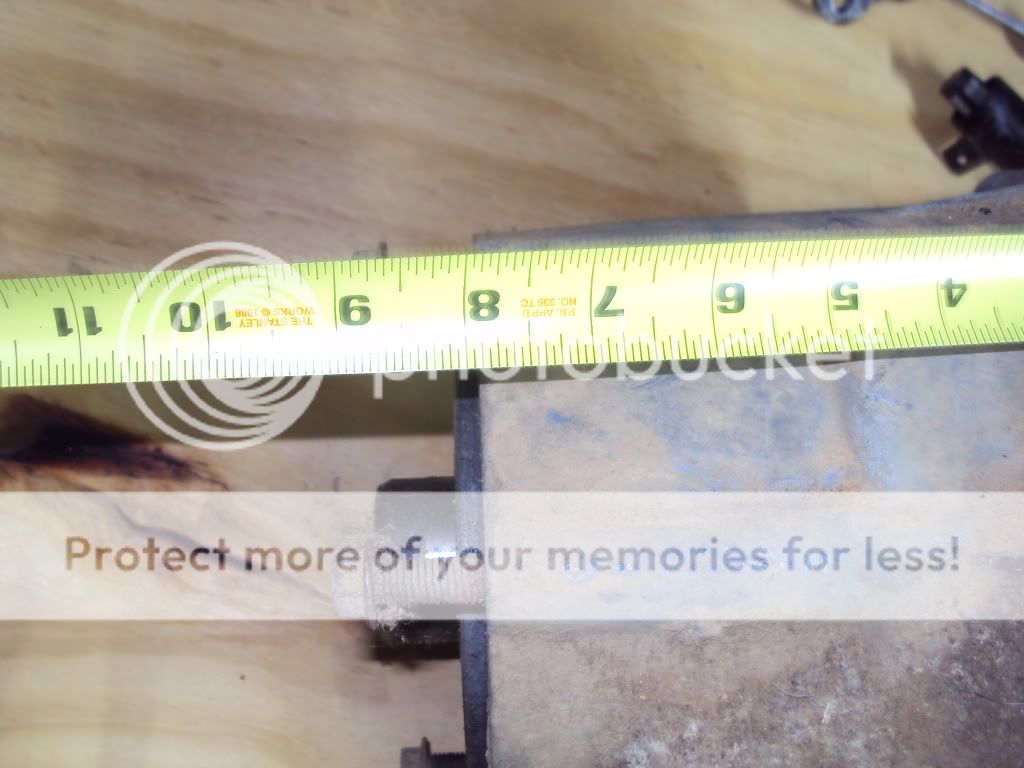 11 10 9 8 7 6 5 4
THE STANLEY
WORKS © 1988
P.R. APP'D
NO. 339 TC
photobucket
Protect more of your memories for less!